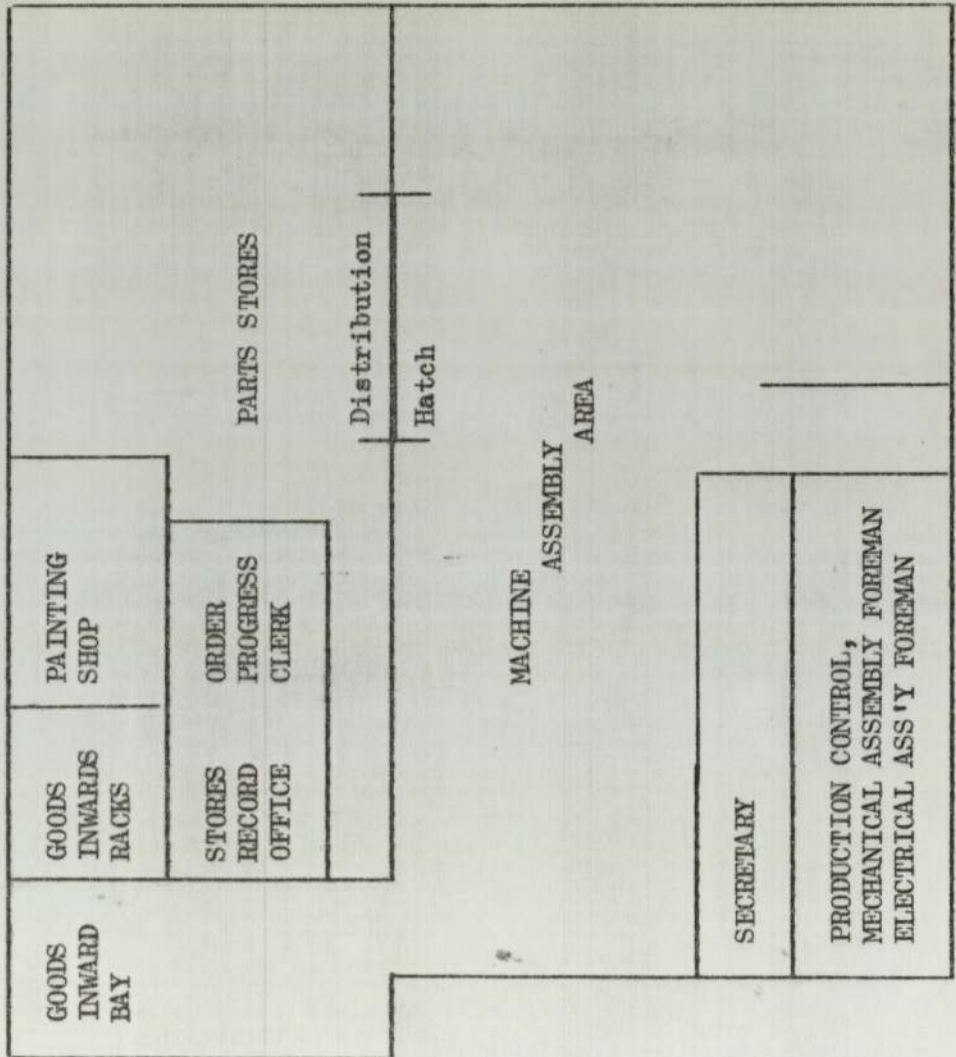 GOODS
INWARD
BAY
GOODS
INWARDS
RACKS
PAINTING
SHOP
STORES
RECORD
OFFICE
ORDER
PROGRESS
CLERK
PARTS STORES
Distribution
Hatch
MACHINE
ASSEMBLY
AREA
SECRETARY
PRODUCTION CONTROL,
MECHANICAL ASSEMBLY FOREMAN
ELECTRICAL ASS'Y FOREMAN